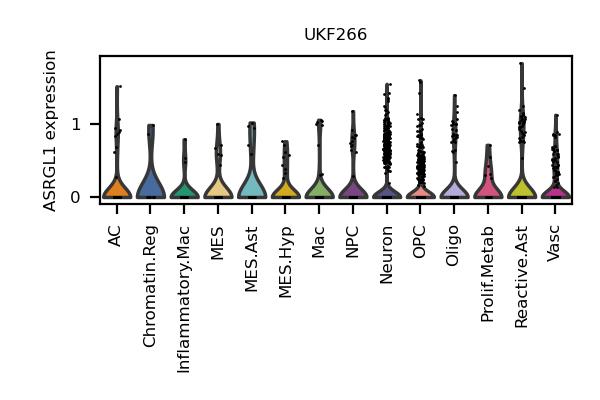 UKF266
ASRGL1 expression
1
0
AC
Chromatin.Reg
Inflammatory.Mac
MES
MES.Ast
MES.Hyp
Mac
NPC
Neuron
OPC
Oligo
Prolif.Metab
Reactive.Ast
Vasc